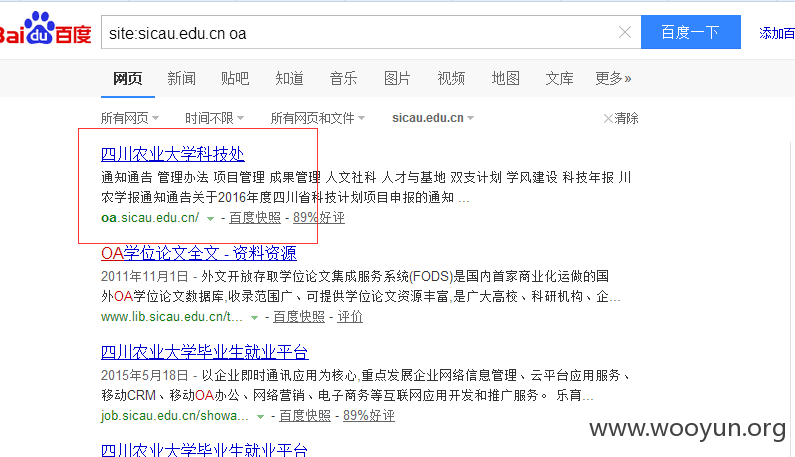 Bai du 百度 site:sicau.edu.cn oa 百度一下 添加百
网页 新闻 贴吧 知道 音乐 图片 视频 地图 文库 更多»
所有网页 时间不限 所有网页和文件 sicau.edu.cn 清除
四川农业大学科技处
通知通告 管理办法 项目管理 成果管理 人文社科 人才与基地 双支计划 学风建设 科技年报 川
农学报通知通告关于2016年度四川省科技计划项目申报的通知 ...
oa.sicau.edu.cn/ - 百度快照 - 89%好评
OA学位论文全文 - 资料资源
2011年11月1日 - 外文开放存取学位论文集成服务系统(FODS)是国内首家商业化运做的国
外OA学位论文数据库,收录范围广、可提供学位论文资源丰富,是广大高校、科研机构、企...
www.lib.sicau.edu.cn/t... - 百度快照 - 评价
四川农业大学毕业生就业平台
2015年5月18日 - 以企业即时通讯应用为核心,重点发展企业网络信息管理、云平台应用服务、
移动CRM、移动OA办公、网络营销、电子商务等互联网应用开发和推广服务。 乐育...
job.sicau.edu.cn/showa... - 百度快照 - 89%好评
www.wooyun.org
四川农业大学毕业生就业平台